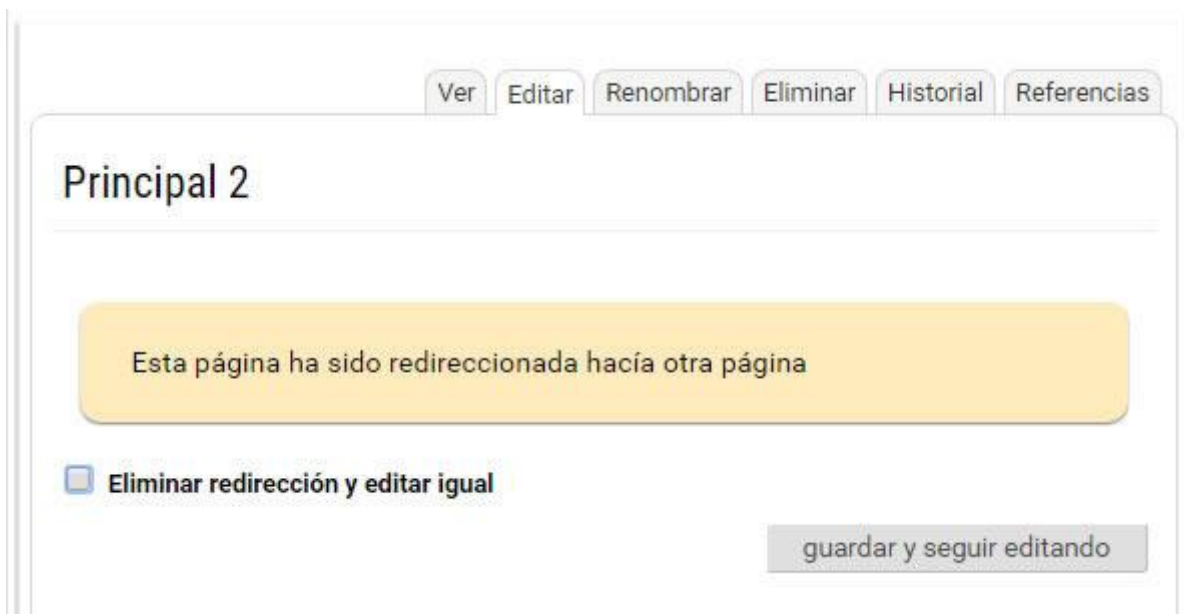 Ver Editar Renombrar Eliminar Historial Referencias
Principal 2
Esta página ha sido redireccionada hacía otra página
Eliminar redirección y editar igual
guardar y seguir editando